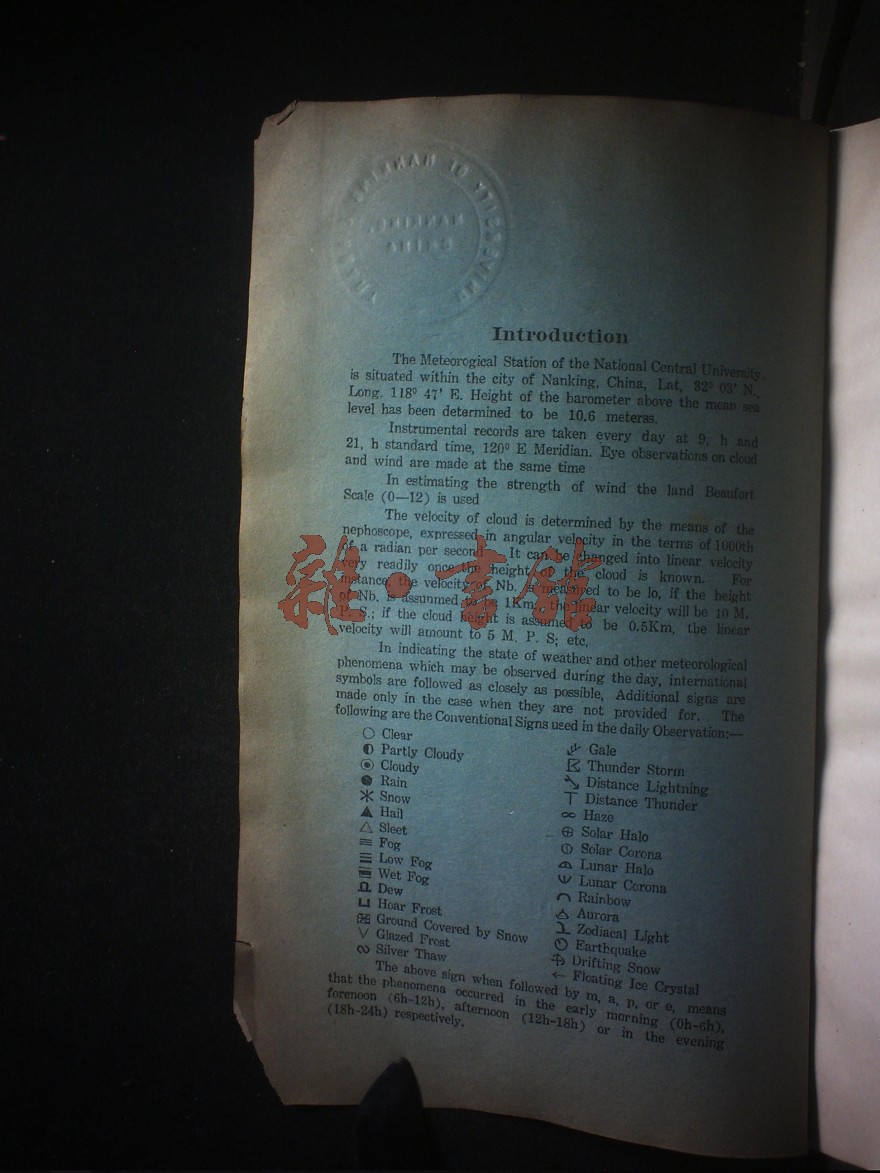 UNIVERSITY OF NANKING LIBRARY
NANKING,
CHINA
Introduction
The Meteorogical Station of the National Central University,
is situated within the city of Nanking, China, Lat, 32° 03' N.,
Long. 118° 47' E. Height of the barometer above the mean sea
level has been determined to be 10.6 meterss.
Instrumental records are taken every day at 9, h and
21, h standard time, 120° E Meridian. Eye observations on cloud
and wind are made at the same time
In estimating the strength of wind the land Beaufort
Scale (0—12) is used
The velocity of cloud is determined by the means of the
nephoscope, expressed in angular velocity in the terms of 1000th
of a radian per second. It can be changed into linear velocity
very readily once the height of the cloud is known. For
instance, the velocity of Nb. is measured to be lo, if the height
of Nb. is assunmed to be 1Km, the linear velocity will be 10 M.
P. S.; if the cloud height is assumed to be 0.5Km, the linear
velocity will amount to 5 M. P. S; etc,
In indicating the state of weather and other meteorological
phenomena which may be observed during the day, international
symbols are followed as closely as possible, Additional signs are
made only in the case when they are not provided for. The
following are the Conventional Signs used in the daily Observation:—
Clear
Partly Cloudy
Cloudy
Rain
Snow
Hail
Sleet
Fog
Low Fog
Wet Fog
Dew
Hoar Frost
Ground Covered by Snow
Glazed Frost
Silver Thaw
Gale
Thunder Storm
Distance Lightning
Distance Thunder
Haze
Solar Halo
Solar Corona
Lunar Halo
Lunar Corona
Rainbow
Aurora
Zodiacal Light
Earthquake
Drifting Snow
Floating Ice Crystal
The above sign when followed by m, a, p, or e, means
that the phenomena occurred in the early morning (0h-6h),
forenoon (6h-12h), afternoon (12h-18h) or in the evening
(18h-24h) respectively.
雜·書館